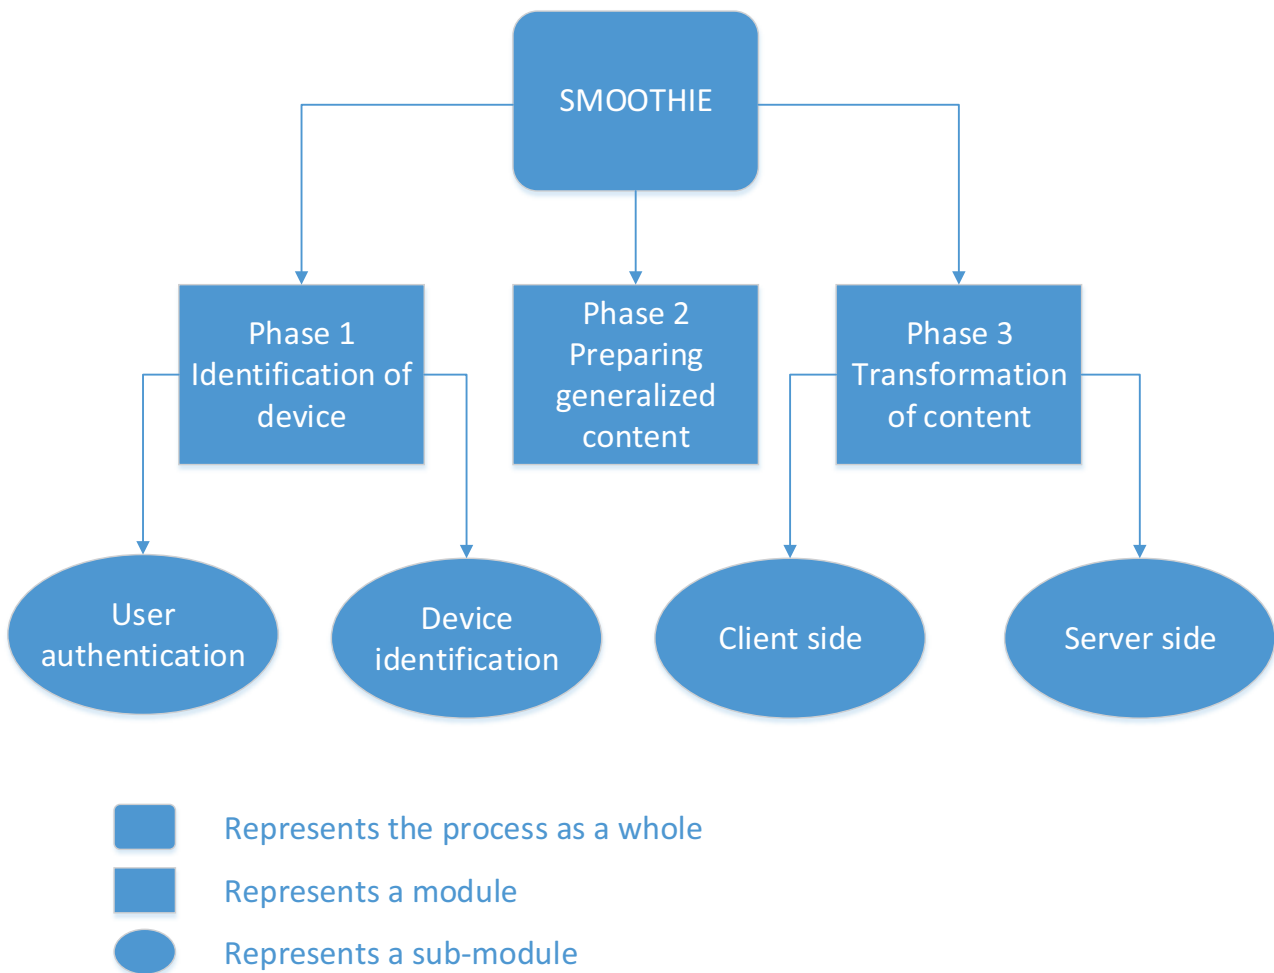 SMOOTHIE
Phase 1
Identification of
device
Phase 2
Preparing
generalized
content
Phase 3
Transformation
of content
User
authentication
Device
identification
Client side
Server side
Represents the process as a whole
Represents a module
Represents a sub-module